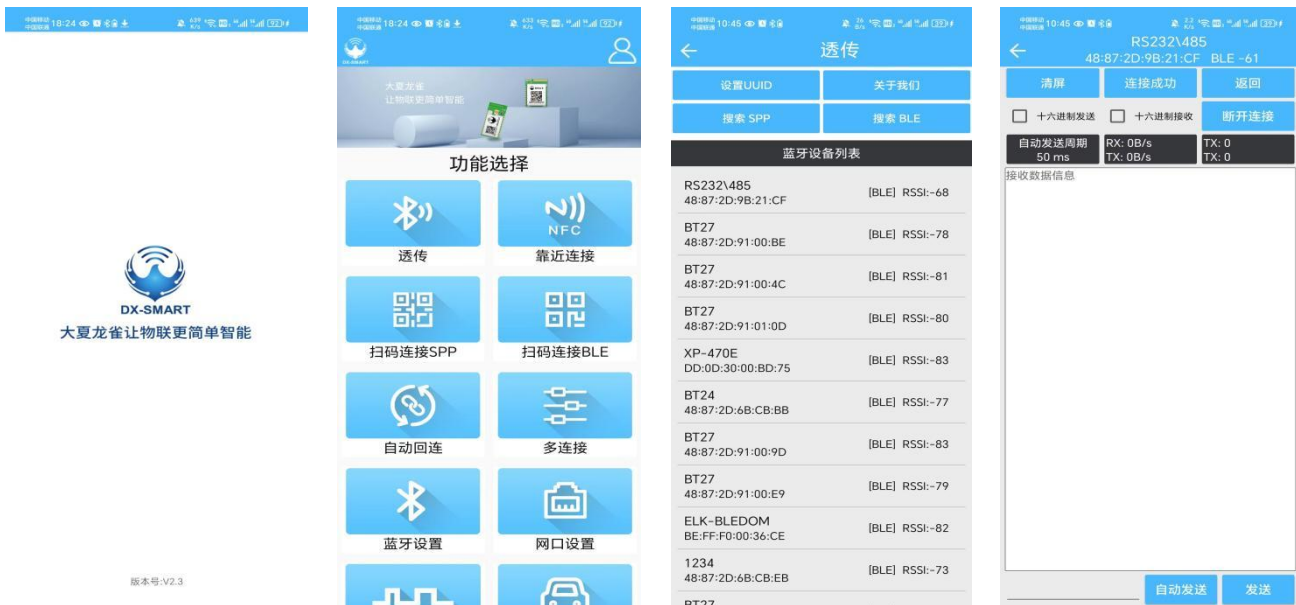 18:24
DX-SMART
大夏龙雀让物联更简单智能
版本号:V2.3
18:24
大夏龙雀
让物联更简单智能
功能选择
NFC
透传
靠近连接
扫码连接SPP
扫码连接BLE
自动回连
多连接
蓝牙设置
网口设置
10:45
透传
设置UUID
关于我们
搜索 SPP
搜索 BLE
蓝牙设备列表
RS232\485
48:87:2D:9B:21:CF
[BLE] RSSI:-68
BT27
48:87:2D:91:00:BE
[BLE] RSSI:-78
BT27
48:87:2D:91:00:4C
[BLE] RSSI:-81
BT27
48:87:2D:91:01:0D
[BLE] RSSI:-80
XP-470E
DD:0D:30:00:BD:75
[BLE] RSSI:-83
BT24
48:87:2D:6B:CB:BB
[BLE] RSSI:-77
BT27
48:87:2D:91:00:9D
[BLE] RSSI:-83
BT27
48:87:2D:91:00:E9
[BLE] RSSI:-79
ELK-BLEDOM
BE:FF:F0:00:36:CE
[BLE] RSSI:-82
1234
48:87:2D:6B:CB:EB
[BLE] RSSI:-73
BT27
10:45
RS232\485
48:87:2D:9B:21:CF BLE -61
清屏
连接成功
返回
十六进制发送
十六进制接收
断开连接
自动发送周期
50 ms
RX: 0B/s
TX: 0B/s
TX: 0
TX: 0
接收数据信息
自动发送
发送